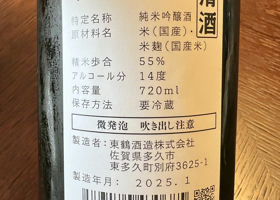 清酒
特定名称 純米吟醸酒
原材料名 米(国産)・
米麹(国産)
精米歩合 55%
アルコール分 14度
内容量 720ml
保存方法 要冷蔵
微発泡 吹き出し注意
製造者：東鶴酒造株式会社
佐賀県多久市
東多久町別府3625-1
製造年月： 2025.1